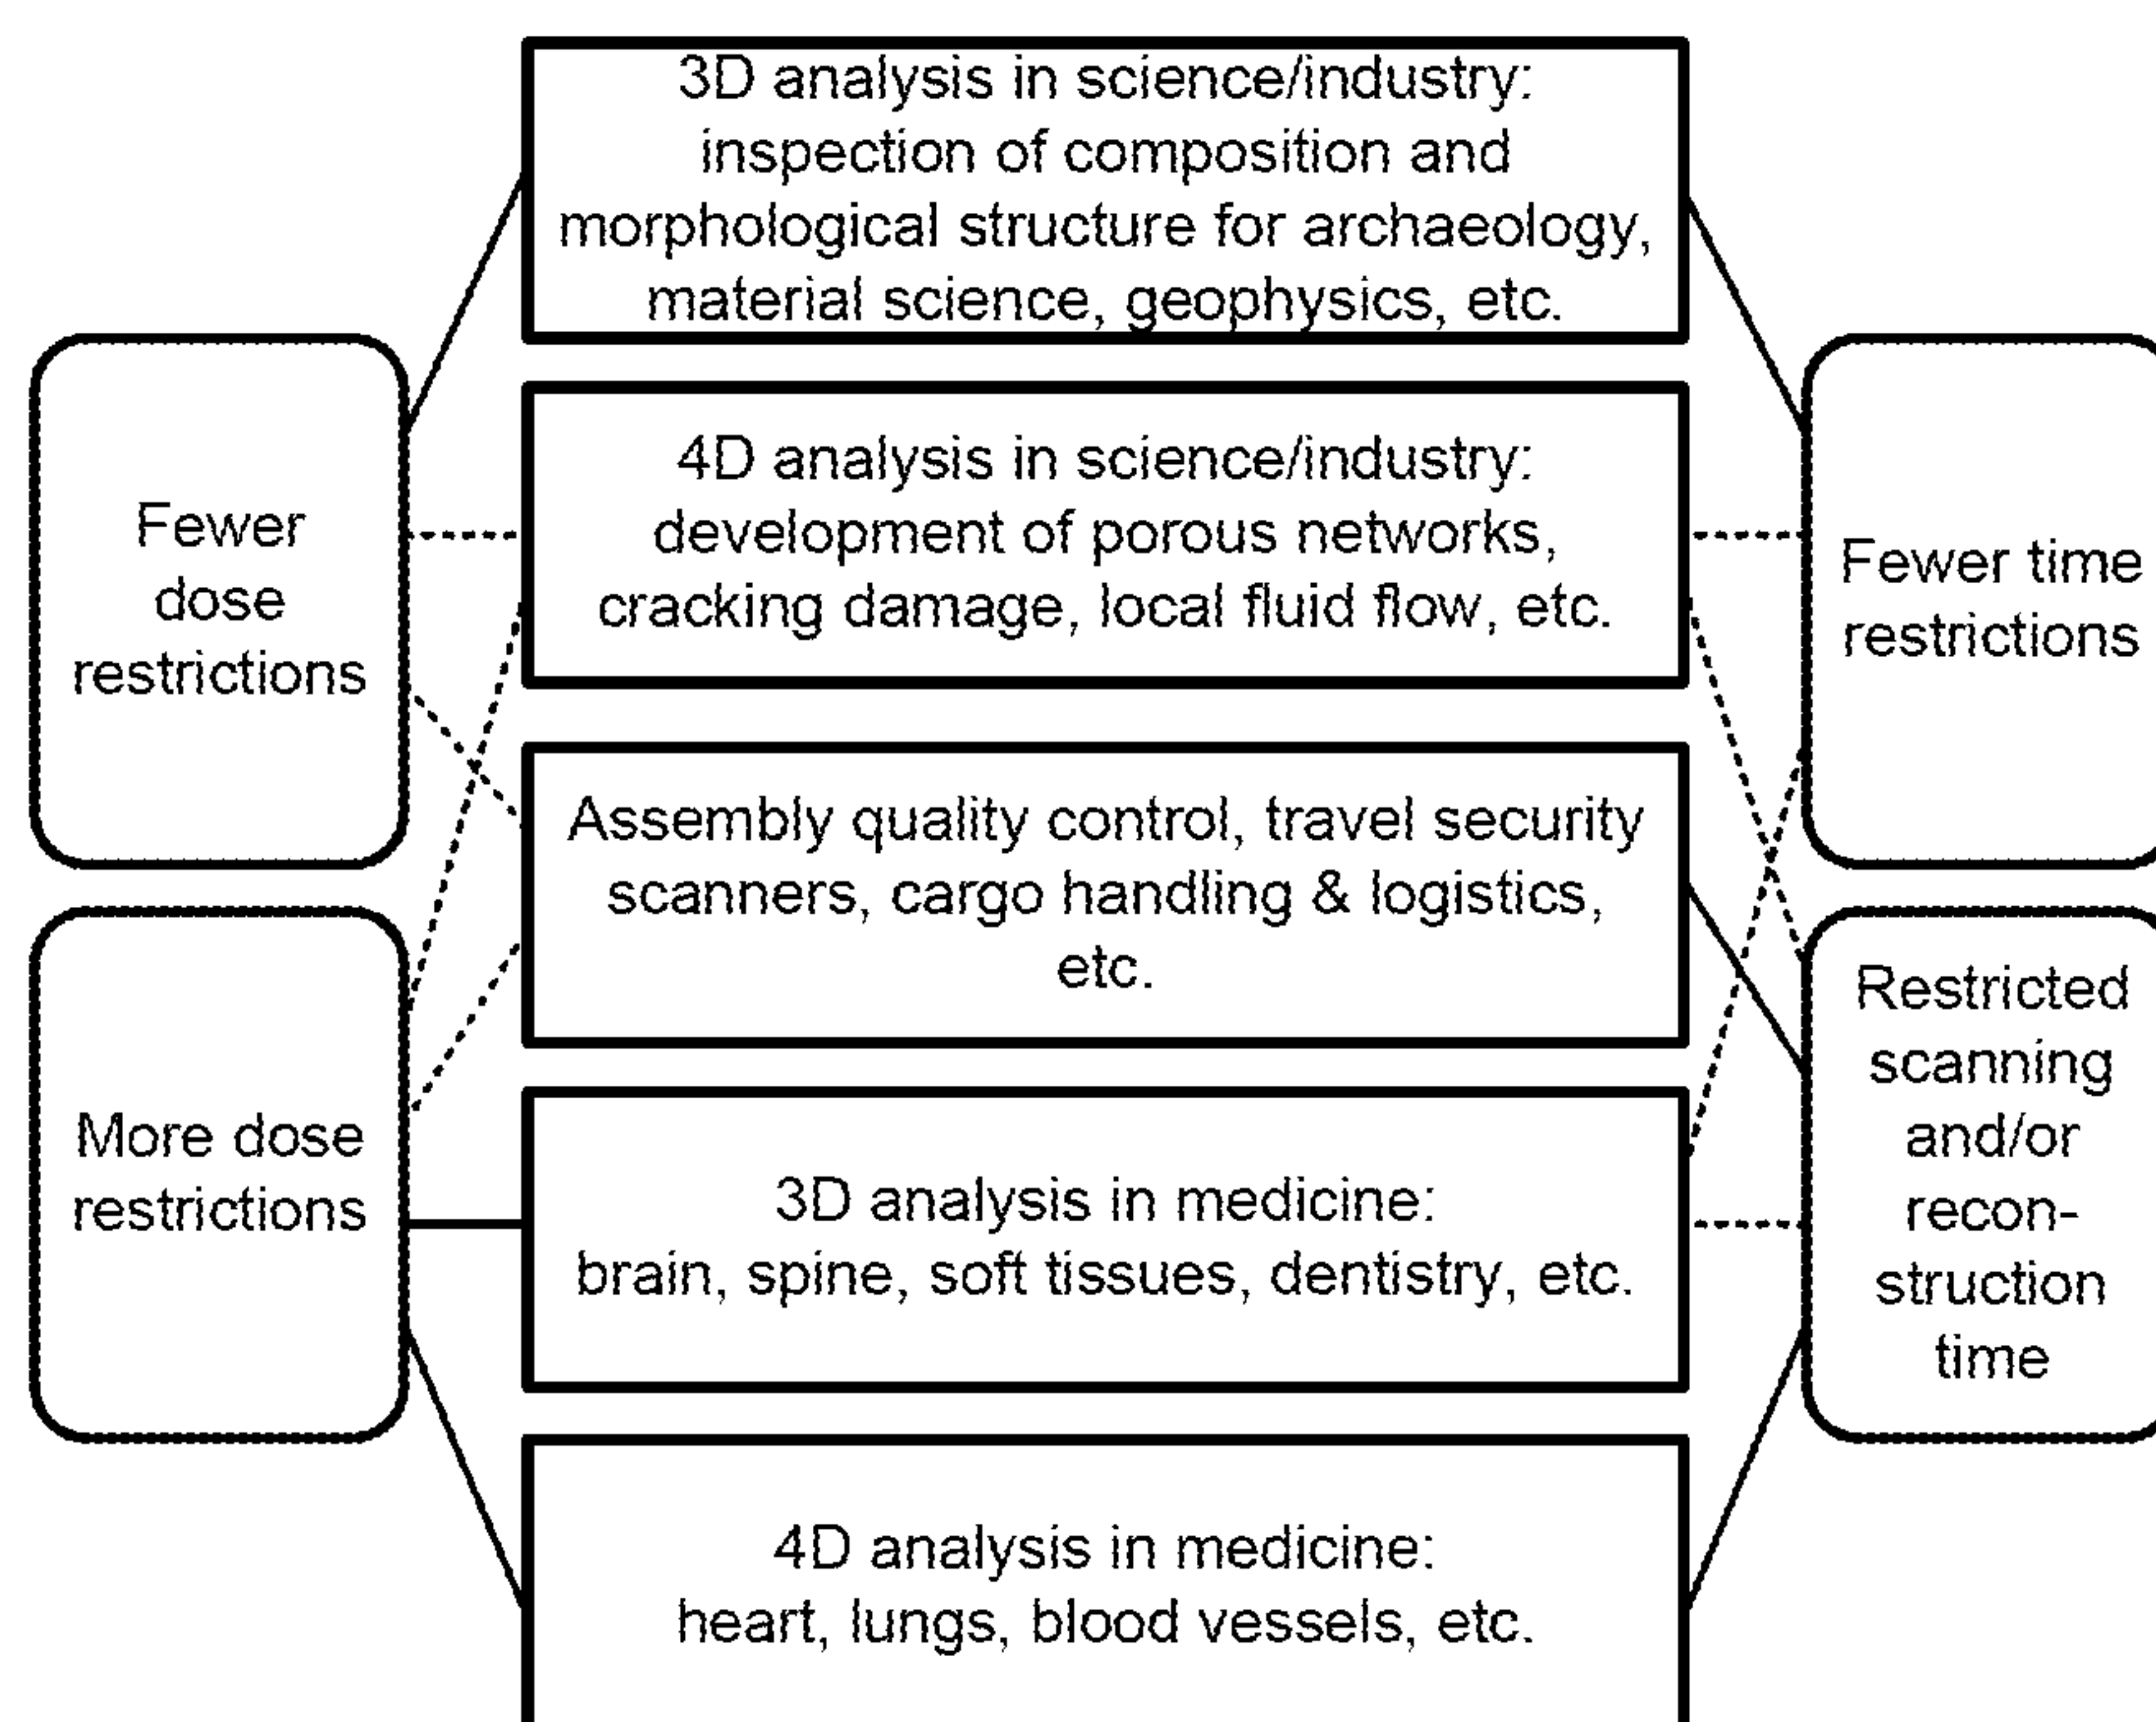 3D analysis in science/industry:
inspection of composition and
morphological structure for archaeology,
material science, geophysics, etc.
Fewer
dose
restrictions
4D analysis in science/industry:
development of porous networks,
cracking damage, local fluid flow, etc.
Fewer time
restrictions
Assembly quality control, travel security
scanners, cargo handling & logistics,
etc.
More dose
restrictions
3D analysis in medicine:
brain, spine, soft tissues, dentistry, etc.
Restricted
scanning
and/or
recon-
struction
time
4D analysis in medicine:
heart, lungs, blood vessels, etc.